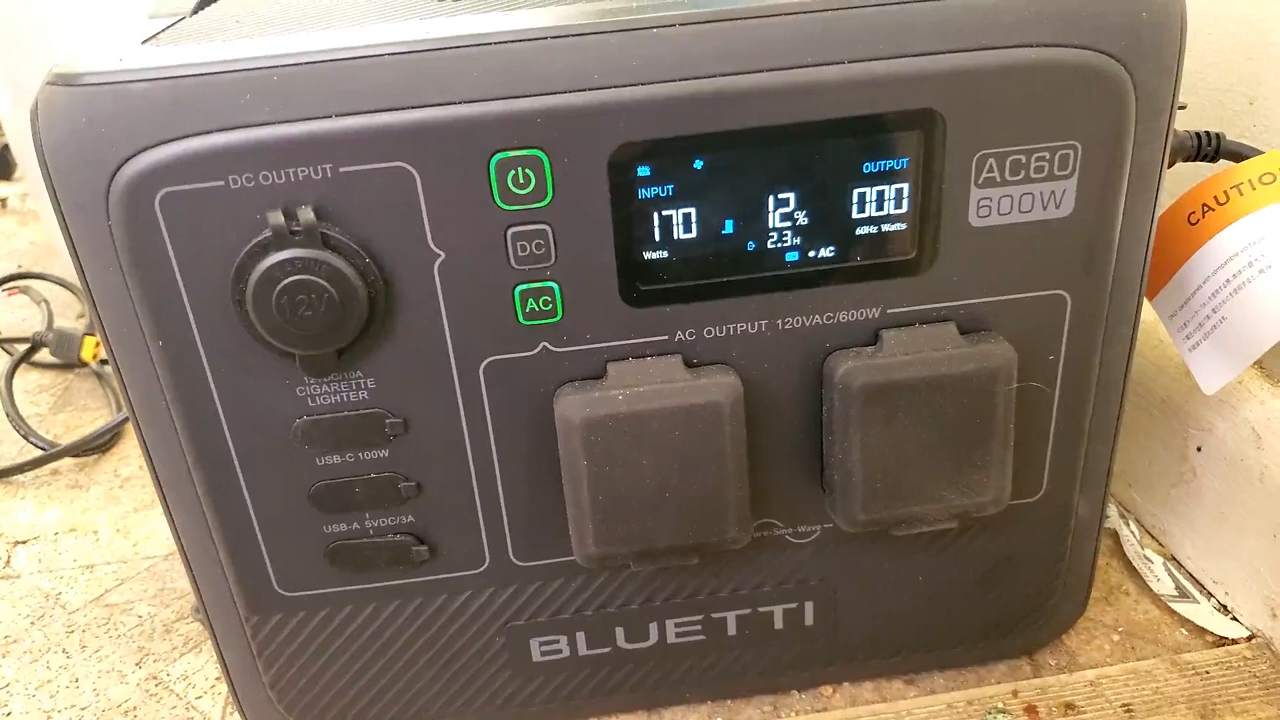 DC OUTPUT
12V
12VDC/10A
CIGARETTE
LIGHTER
USB-C 100W
USB-A 5VDC/3A
DC
AC
INPUT
170
Watts
12%
2.3H
OUTPUT
000
60Hz Watts
AC
AC60
600W
AC OUTPUT 120VAC/600W
Pure-Sine-Wave
BLUETTI
CAUTIO